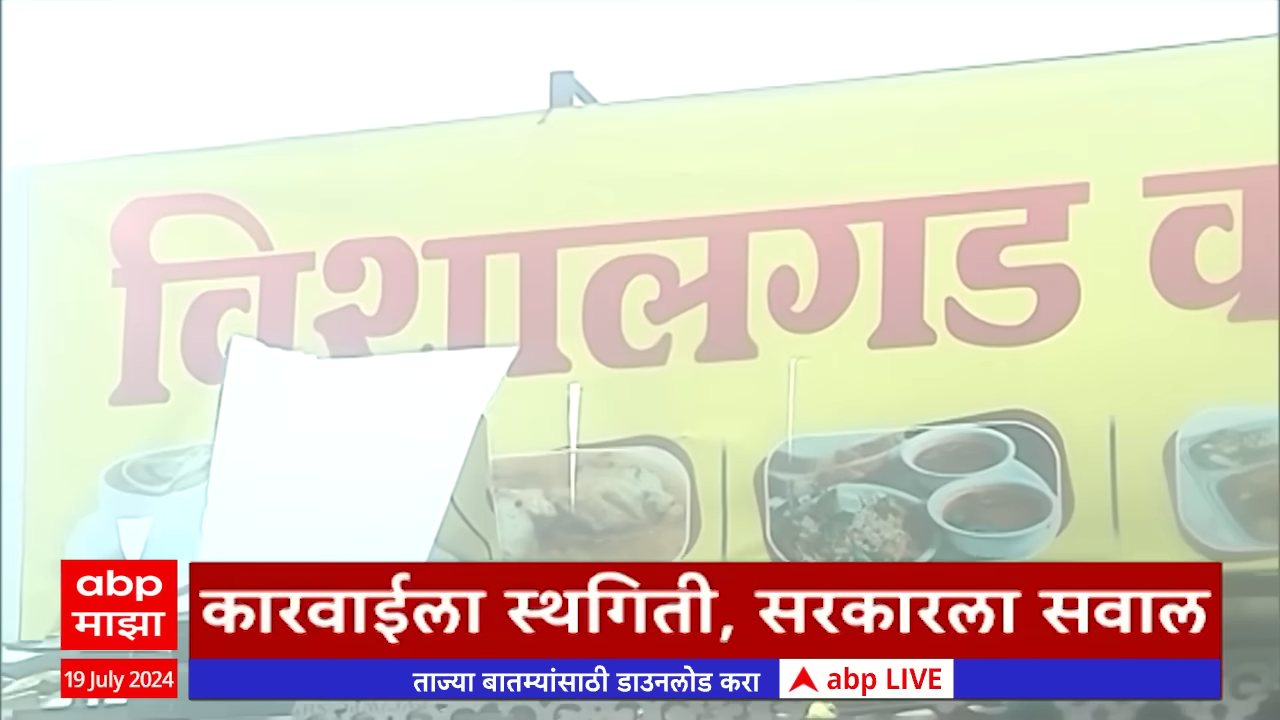 विशालगड
abp
माझा
कारवाईला स्थगिती, सरकारला सवाल
19 July 2024
ताज्या बातम्यांसाठी डाउनलोड करा abp LIVE